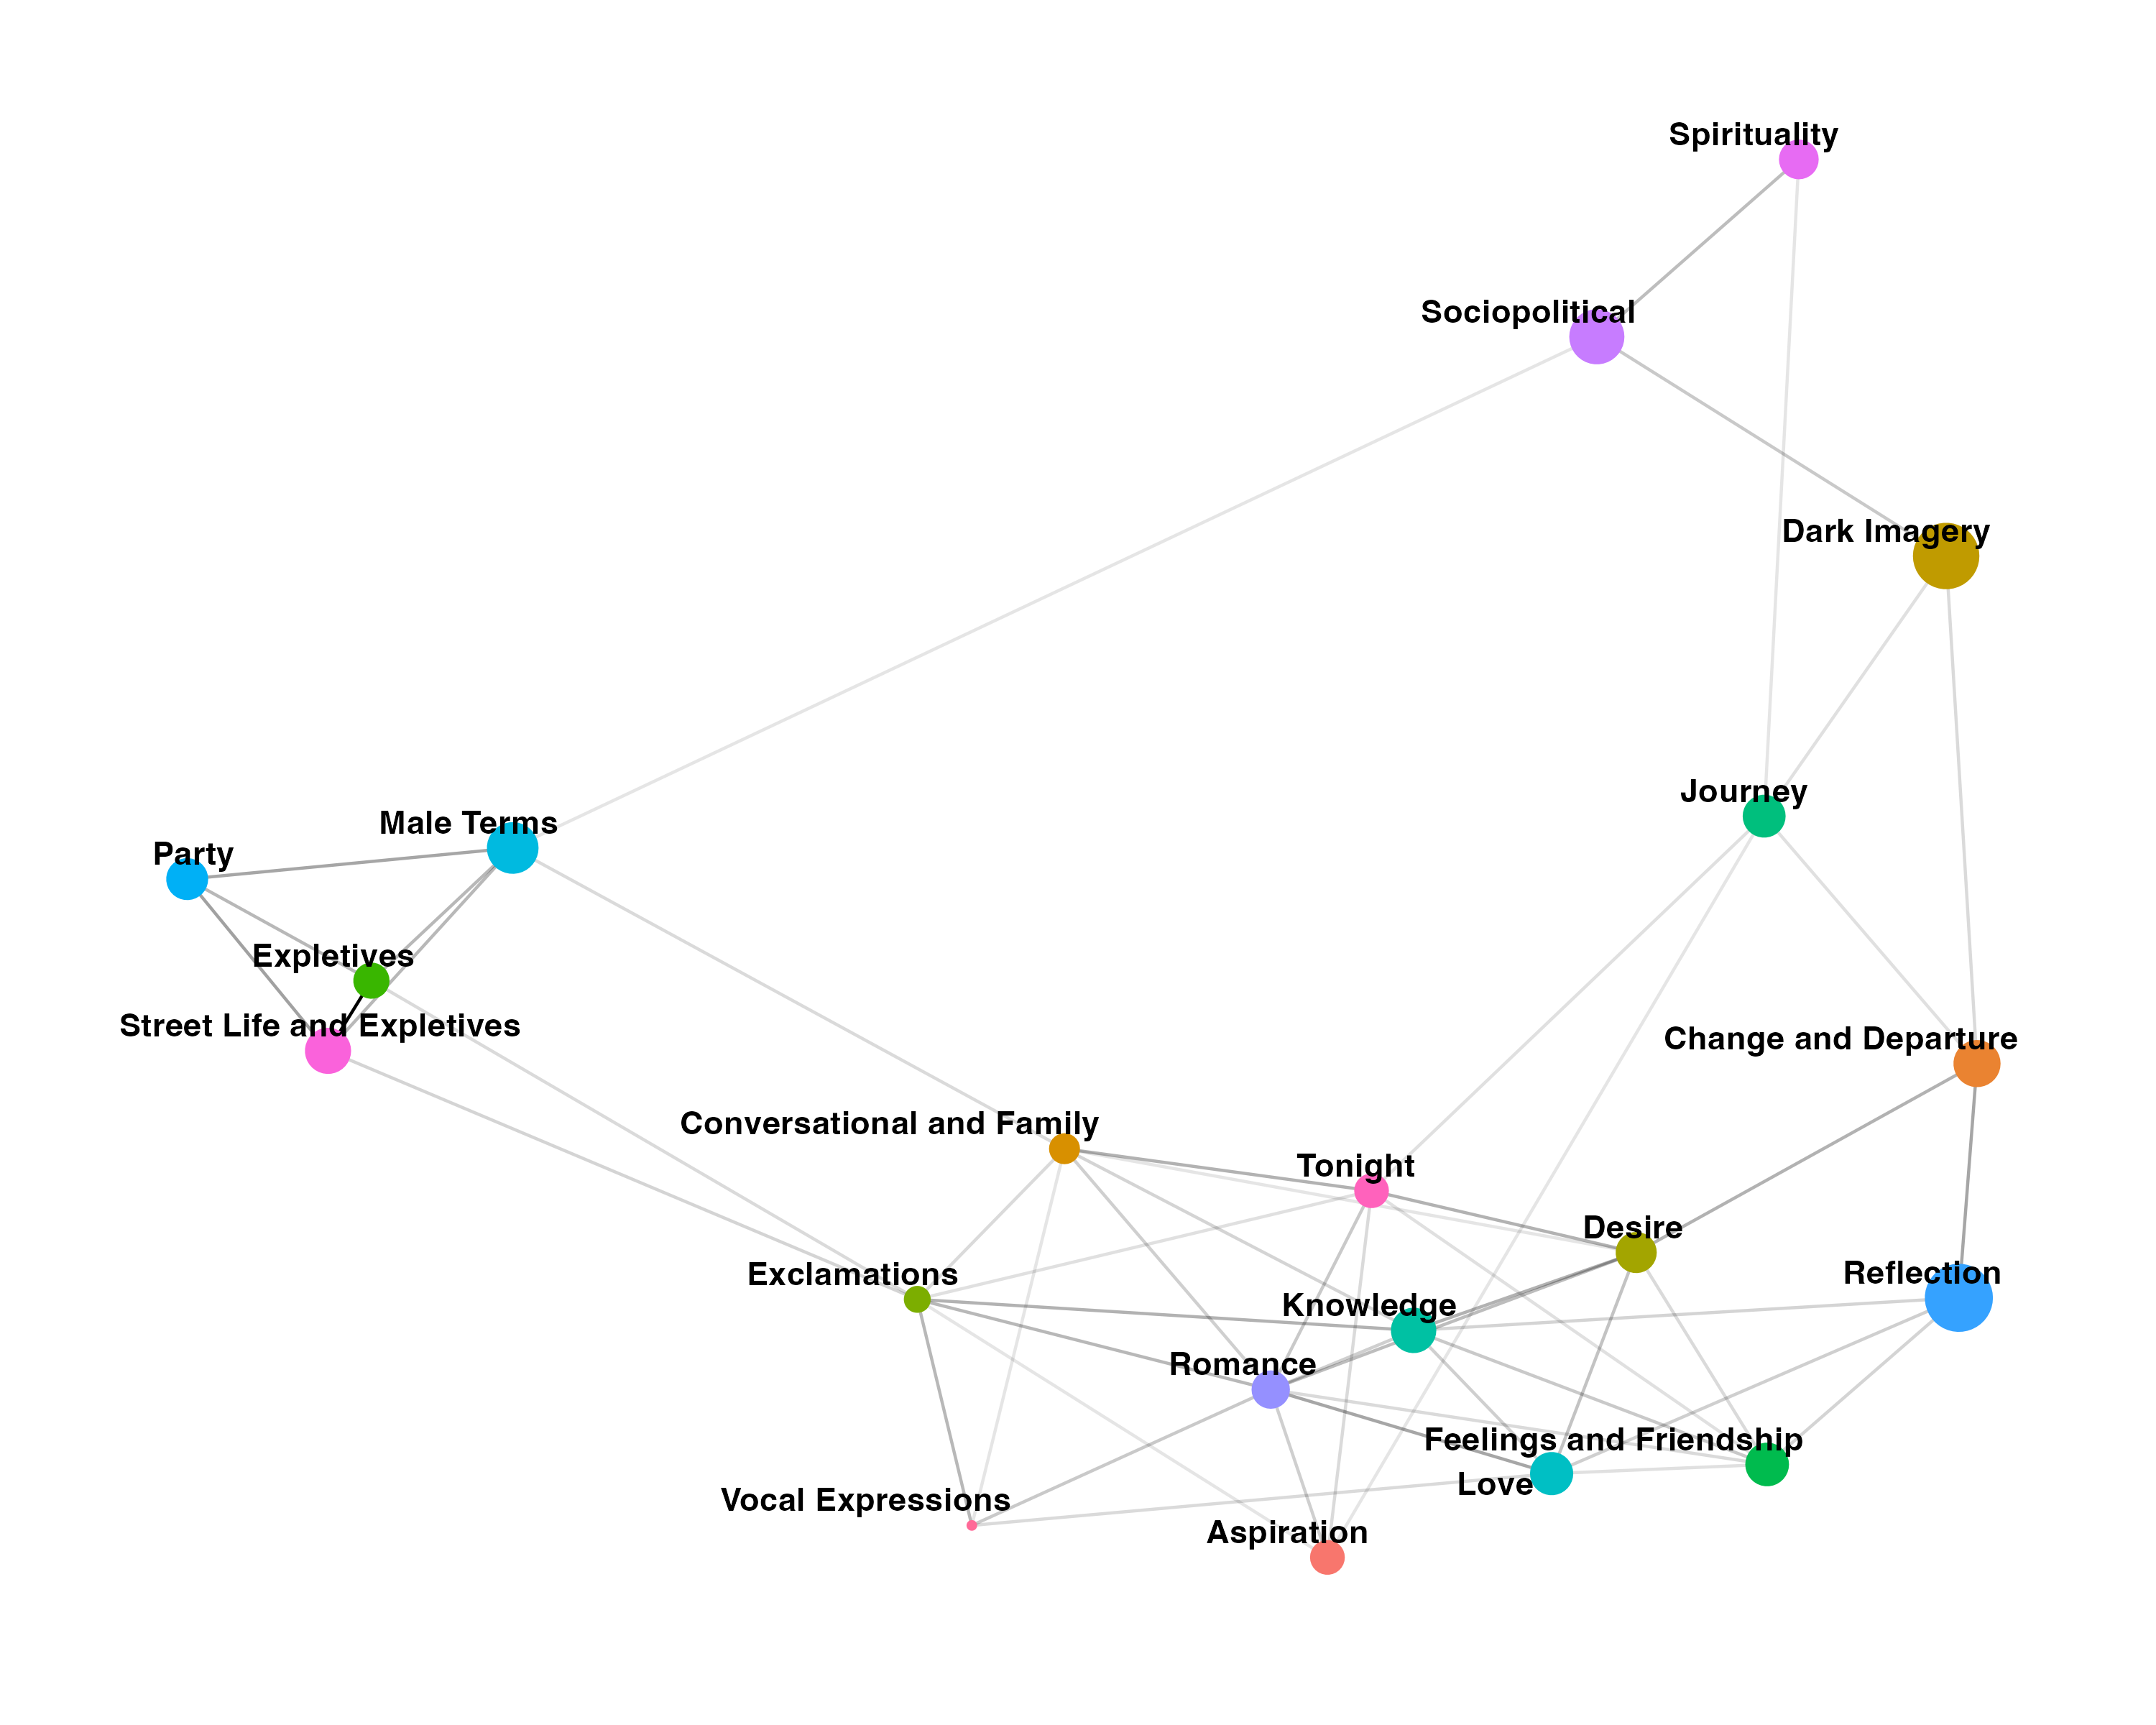 Spirituality
Sociopolitical
Dark Imagery
Journey
Male Terms
Party
Expletives
Street Life and Expletives
Change and Departure
Conversational and Family
Tonight
Desire
Exclamations
Reflection
Knowledge
Romance
Feelings and Friendship
Love
Vocal Expressions
Aspiration